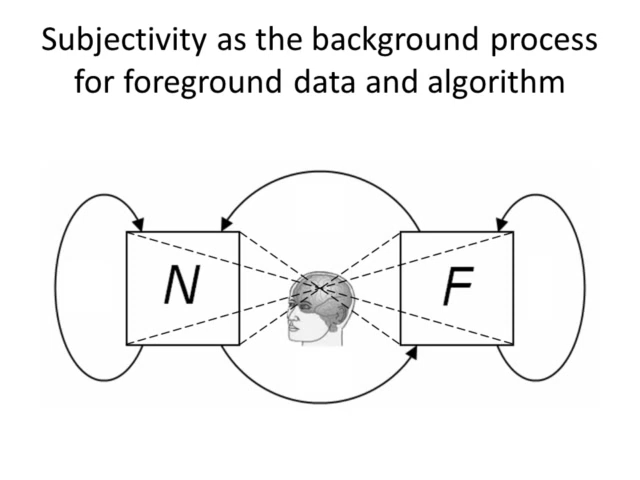 Subjectivity as the background process
for foreground data and algorithm
N
F